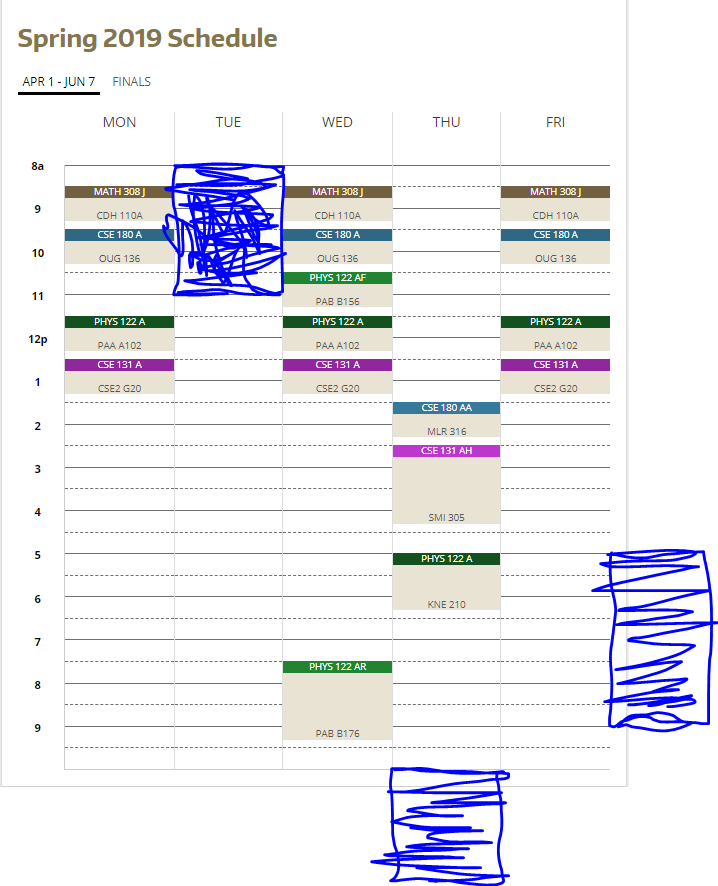 Spring 2019 Schedule
APR 1 - JUN 7 FINALS
MON TUE WED THU FRI
8a
MATH 308 J MATH 308 J MATH 308 J
9
CDH 110A CDH 110A CDH 110A
CSE 180 A CSE 180 A CSE 180 A
10
OUG 136 OUG 136 OUG 136
PHYS 122 AF
11
PAB B156
PHYS 122 A PHYS 122 A PHYS 122 A
12p
PAA A102 PAA A102 PAA A102
CSE 131 A CSE 131 A CSE 131 A
1
CSE2 G20 CSE2 G20 CSE2 G20
CSE 180 AA
2
MLR 316
CSE 131 AH
3
4
SMI 305
5
PHYS 122 A
6
KNE 210
7
PHYS 122 AR
8
9
PAB B176